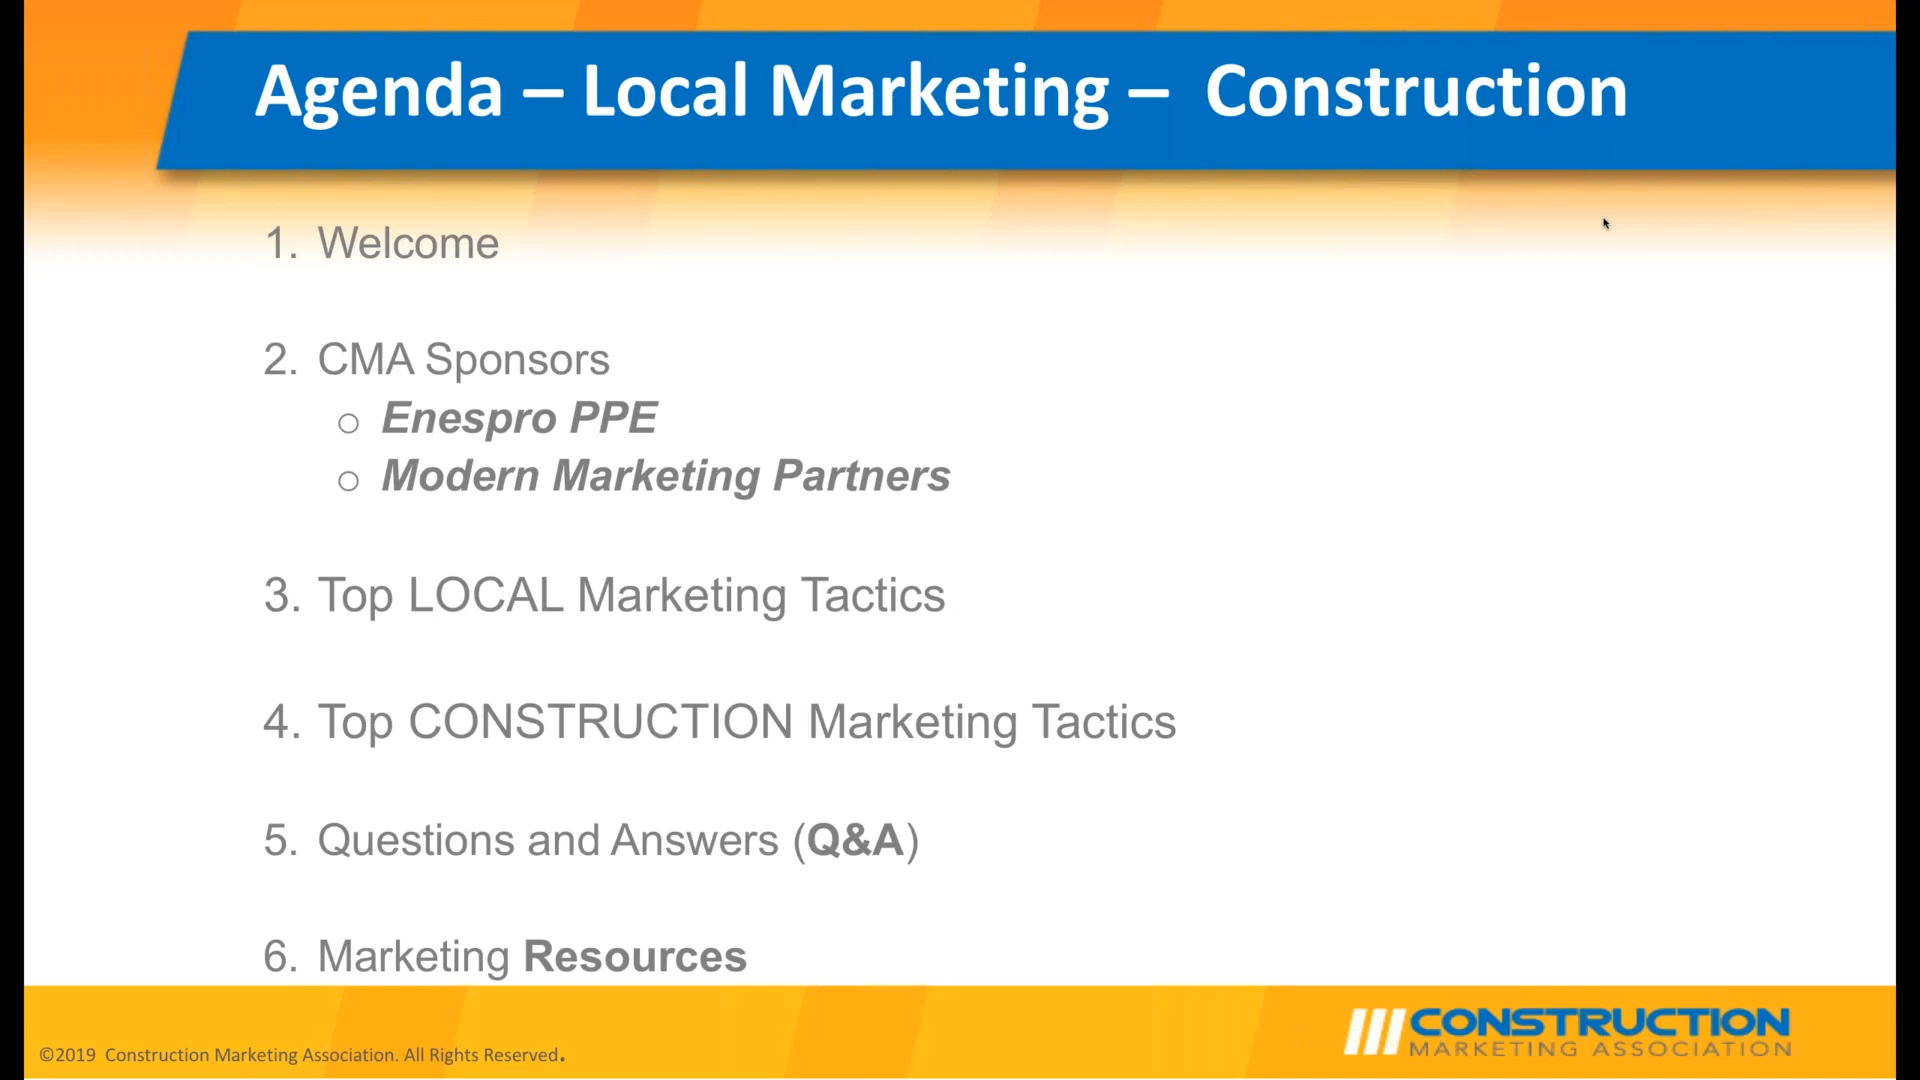 Agenda – Local Marketing – Construction
1. Welcome
2. CMA Sponsors
o Enespro PPE
o Modern Marketing Partners
3. Top LOCAL Marketing Tactics
4. Top CONSTRUCTION Marketing Tactics
5. Questions and Answers (Q&A)
6. Marketing Resources
©2019 Construction Marketing Association. All Rights Reserved.
CONSTRUCTION
MARKETING ASSOCIATION